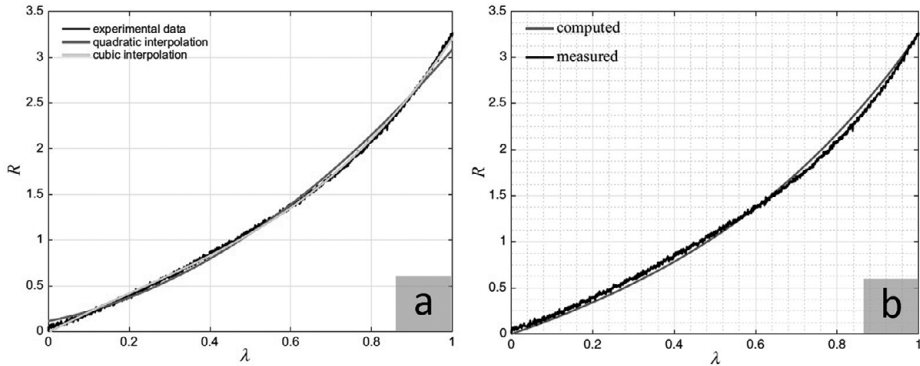 experimental data
quadratic interpolation
cubic interpolation
3.5
3
2.5
2
1.5
1
0.5
0
R
0
0.2
0.4
0.6
0.8
1
λ
a
computed
measured
3.5
3
2.5
2
1.5
1
0.5
0
R
0
0.2
0.4
0.6
0.8
1
λ
b